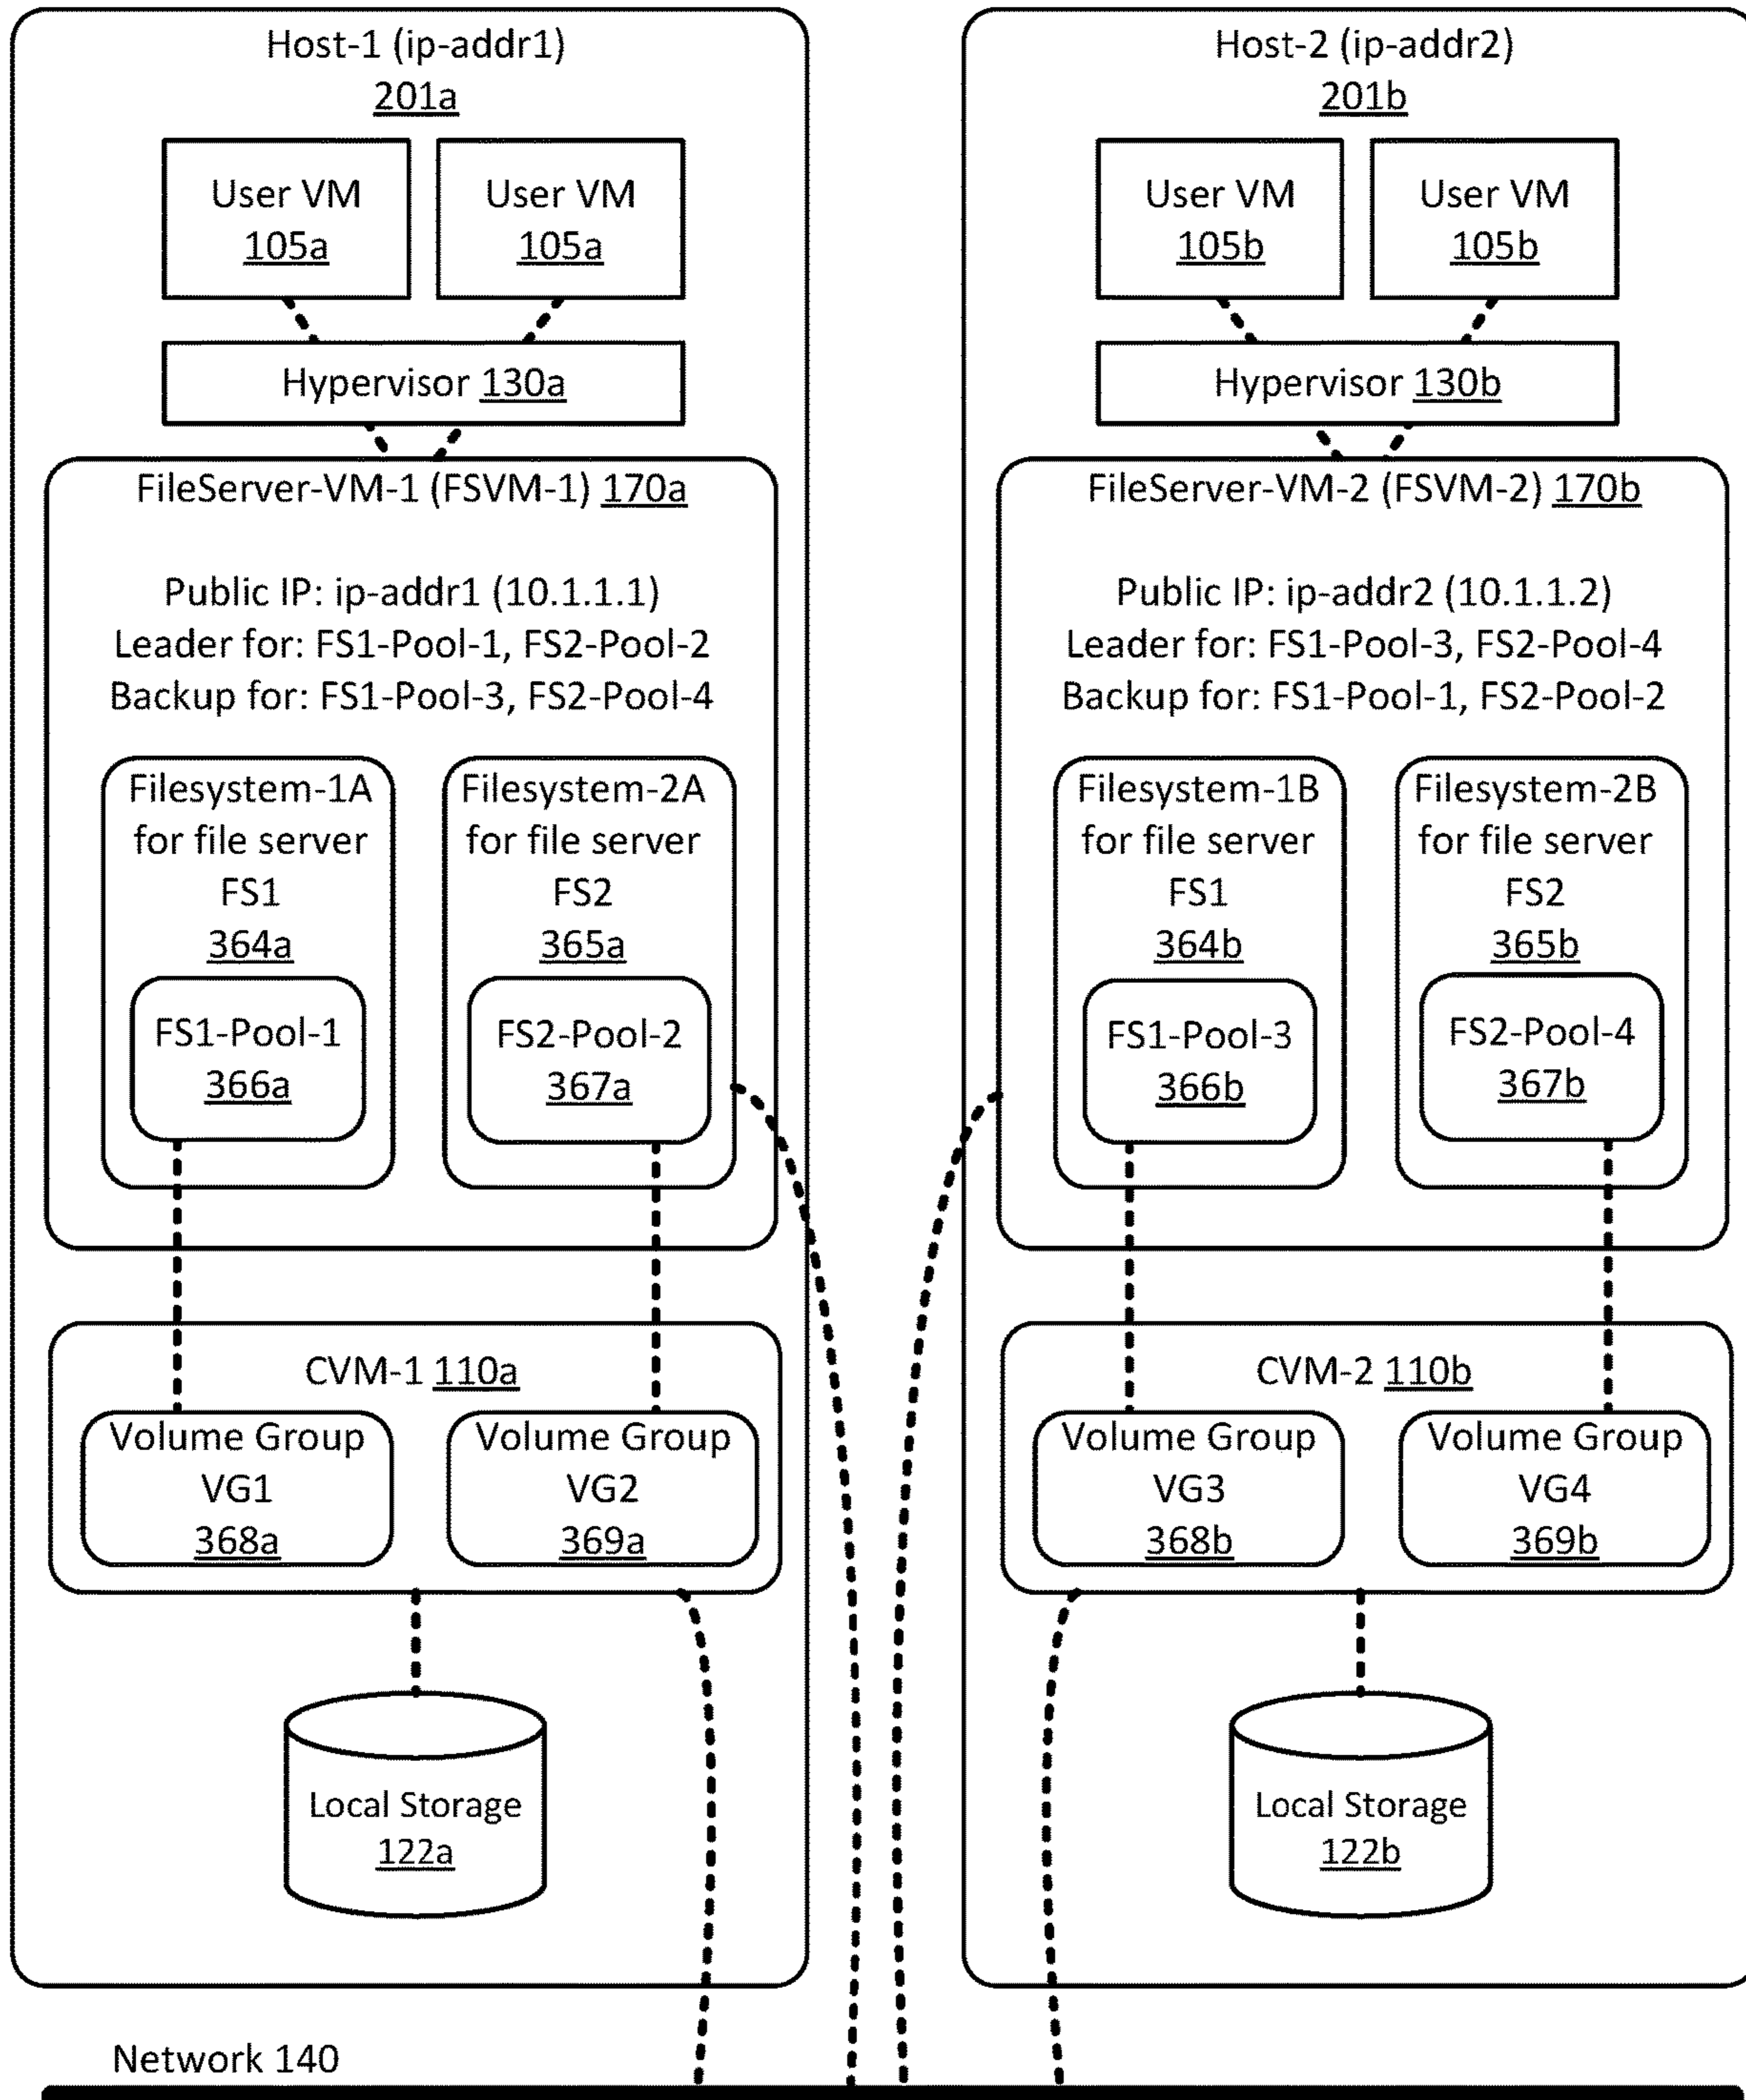 Host-1 (ip-addr1)
201a
User VM
105a
User VM
105a
Hypervisor 130a
FileServer-VM-1 (FSVM-1) 170a
Public IP: ip-addr1 (10.1.1.1)
Leader for: FS1-Pool-1, FS2-Pool-2
Backup for: FS1-Pool-3, FS2-Pool-4
Filesystem-1A
for file server
FS1
364a
FS1-Pool-1
366a
Filesystem-2A
for file server
FS2
365a
FS2-Pool-2
367a
CVM-1 110a
Volume Group
VG1
368a
Volume Group
VG2
369a
Local Storage
122a
Host-2 (ip-addr2)
201b
User VM
105b
User VM
105b
Hypervisor 130b
FileServer-VM-2 (FSVM-2) 170b
Public IP: ip-addr2 (10.1.1.2)
Leader for: FS1-Pool-3, FS2-Pool-4
Backup for: FS1-Pool-1, FS2-Pool-2
Filesystem-1B
for file server
FS1
364b
FS1-Pool-3
366b
Filesystem-2B
for file server
FS2
365b
FS2-Pool-4
367b
CVM-2 110b
Volume Group
VG3
368b
Volume Group
VG4
369b
Local Storage
122b
Network 140